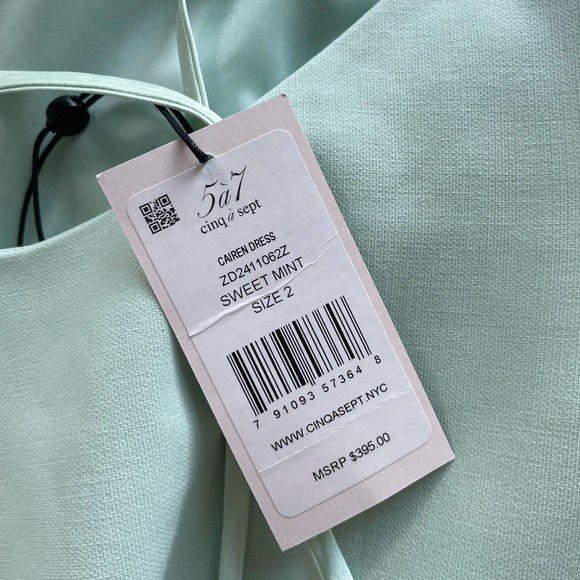 5à7
cinq à sept
CAIREN DRESS
ZD2411062Z
SWEET MINT
SIZE 2
7 91093 57364 8
WWW.CINQASEPT.NYC
MSRP $395.00